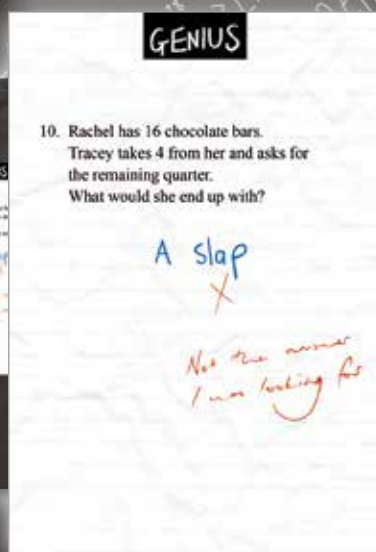 GENIUS
10. Rachel has 16 chocolate bars.
Tracey takes 4 from her and asks for
the remaining quarter.
What would she end up with?
A slap
X
Not the answer
I was looking for